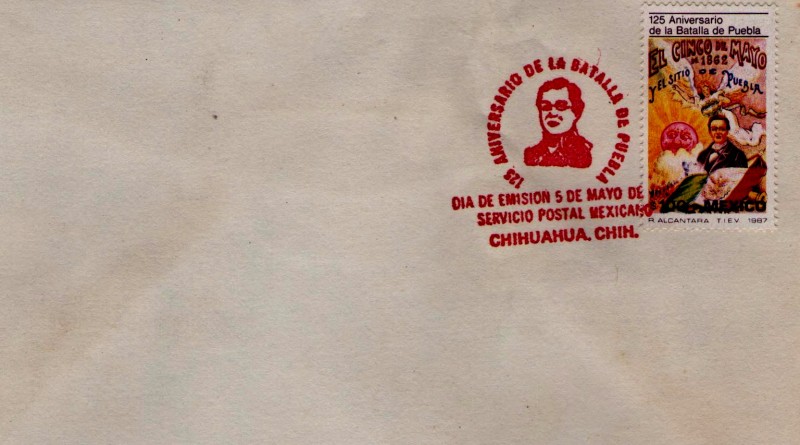 125 Aniversario
de la Batalla de Puebla
EL CINCO DE MAYO
DE 1862
Y EL SITIO DE PUEBLA
MEXICO
R ALCANTARA T.I.E.V. 1987
125 ANIVERSARIO DE LA BATALLA DE PUEBLA
DIA DE EMISION 5 DE MAYO DE
SERVICIO POSTAL MEXICANO
CHIHUAHUA, CHIH.